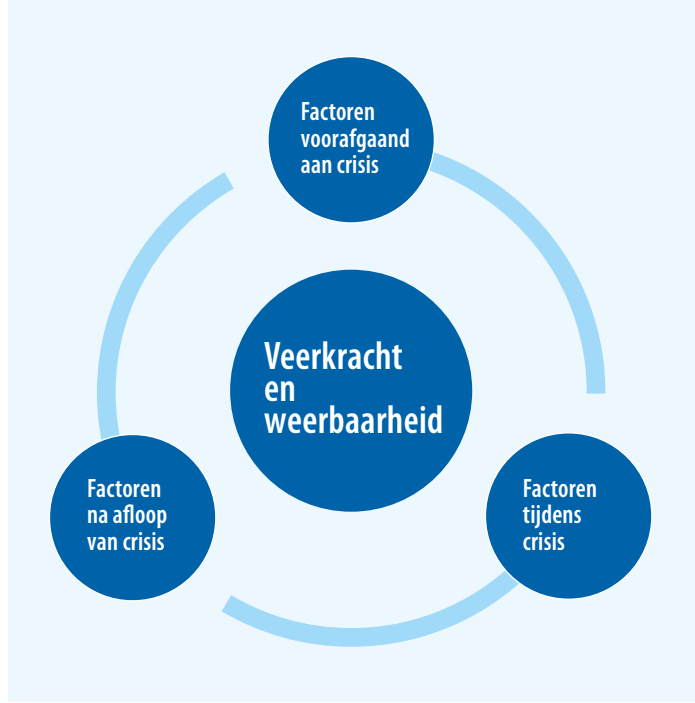 Factoren
voorafgaand
aan crisis
Veerkracht
en
weerbaarheid
Factoren
na afloop
van crisis
Factoren
tijdens
crisis